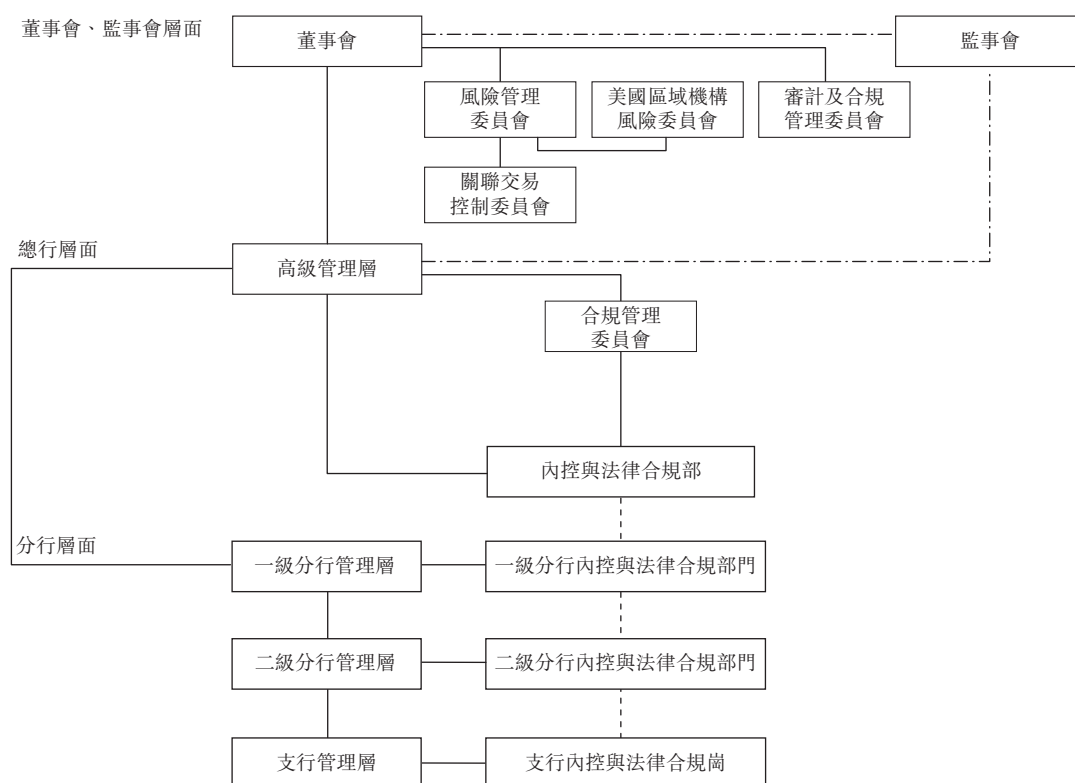 董事會、監事會層面
董事會
監事會
風險管理
委員會
美國區域機構
風險委員會
審計及合規
管理委員會
關聯交易
控制委員會
總行層面
高級管理層
合規管理
委員會
內控與法律合規部
分行層面
一級分行管理層
一級分行內控與法律合規部門
二級分行管理層
二級分行內控與法律合規部門
支行管理層
支行內控與法律合規崗